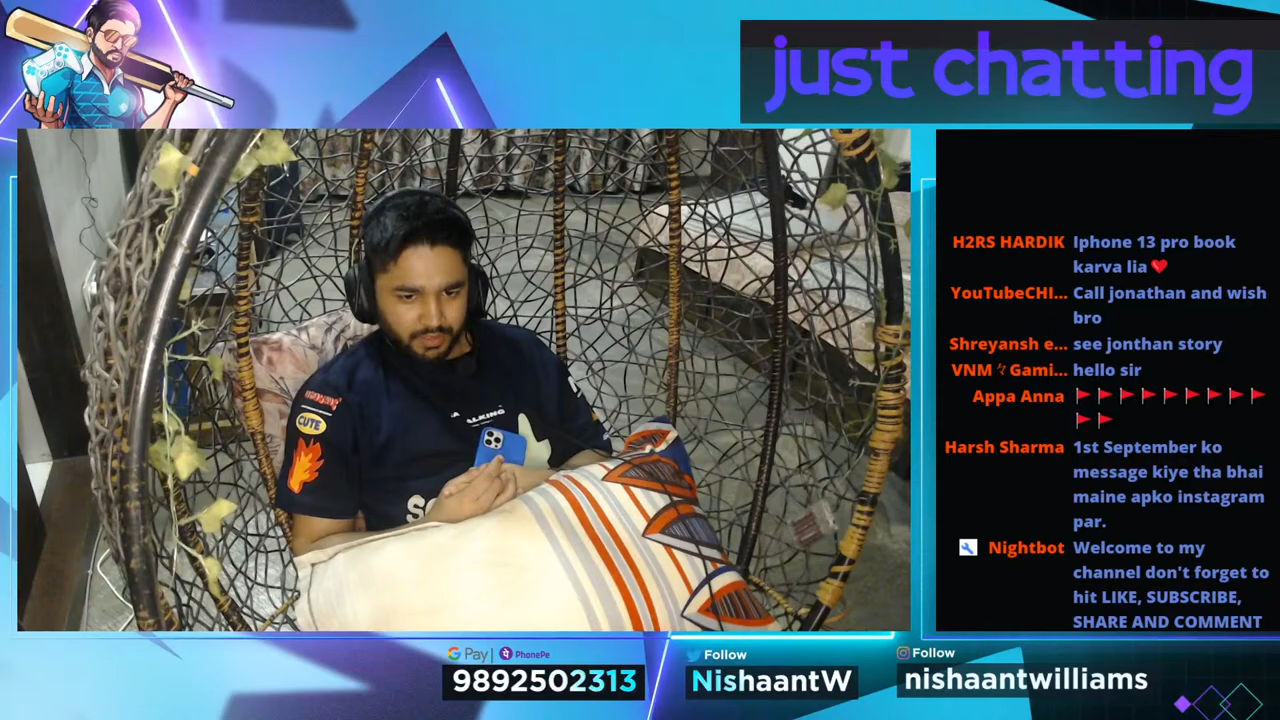 just chatting
H2RS HARDIK Iphone 13 pro book
karva lia
YouTubeCHI... Call jonathan and wish
bro
Shreyansh e... see jonthan story
VNM々Gami... hello sir
Appa Anna
Harsh Sharma 1st September ko
message kiye tha bhai
maine apko instagram
par.
Nightbot Welcome to my
channel don't forget to
hit LIKE, SUBSCRIBE,
SHARE AND COMMENT
CUTE
ALKING
G Pay | PhonePe
9892502313
Follow
NishaantW
Follow
nishaantwilliams